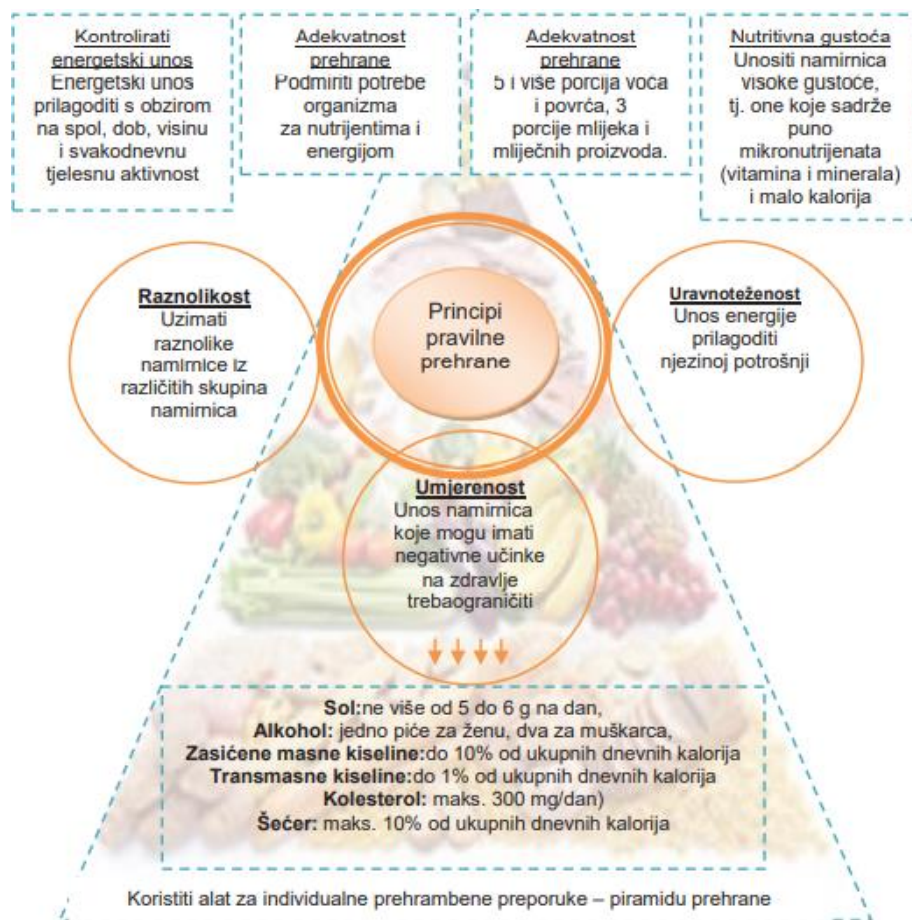 Kontrolirati
energetski unos
Energetski unos
prilagoditi s obzirom
na spol, dob, visinu
i svakodnevnu
tjelesnu aktivnost
Adekvatnost
prehrane
Podmiriti potrebe
organizma
za nutrijentima i
energijom
Adekvatnost
prehrane
5 i više porcija voća
i povrća, 3
porcije mlijeka i
mliječnih proizvoda.
Nutritivna gustoća
Unositi namirnica
visoke gustoće,
tj. one koje sadrže
puno
mikronutrijenata
(vitamina i minerala)
i malo kalorija
Raznolikost
Uzimati
raznolike
namirnice iz
različitih skupina
namirnica
Principi
pravilne
prehrane
Uravnoteženost
Unos energije
prilagoditi
njezinoj potrošnji
Umjerenost
Unos namirnica
koje mogu imati
negativne učinke
na zdravlje
trebaograničiti
Sol:ne više od 5 do 6 g na dan,
Alkohol: jedno piće za ženu, dva za muškarca,
Zasićene masne kiseline:do 10% od ukupnih dnevnih kalorija
Transmasne kiseline:do 1% od ukupnih dnevnih kalorija
Kolesterol: maks. 300 mg/dan)
Šećer: maks. 10% od ukupnih dnevnih kalorija
Koristiti alat za individualne prehrambene preporuke – piramidu prehrane